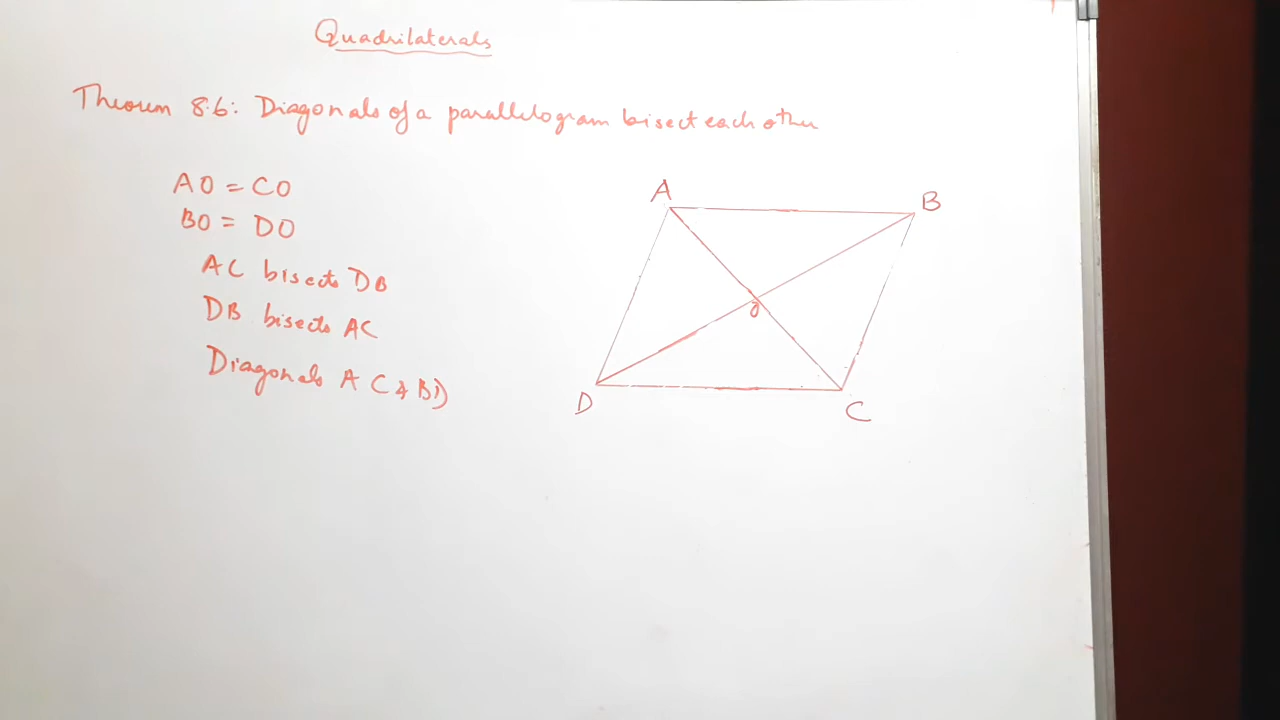 Quadrilaterals
Theorem 8.6: Diagonals of a parallelogram bisect each other
AO = CO
BO = DO
AC bisects DB
DB bisects AC
Diagonals AC & BD
A
B
O
D
C